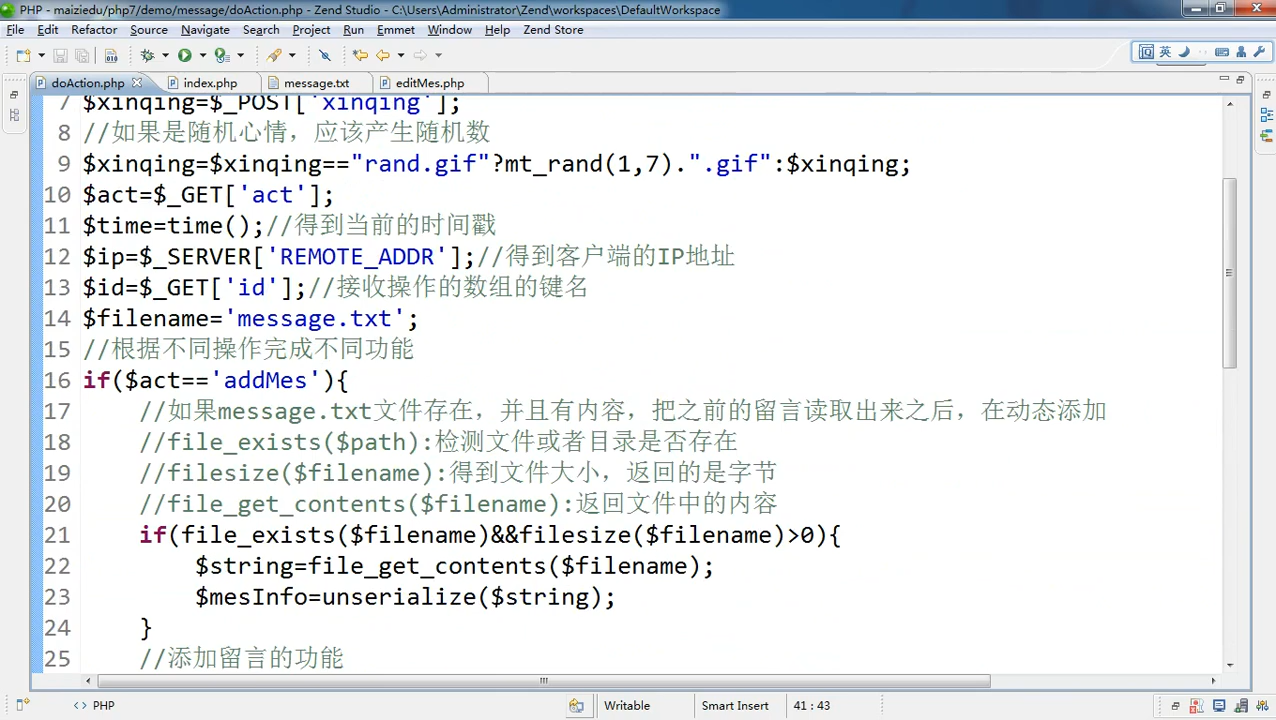 PHP - maiziedu/php7/demo/message/doAction.php - Zend Studio - C:\Users\Administrator\Zend\workspaces\DefaultWorkspace
File Edit Refactor Source Navigate Search Project Run Emmet Window Help Zend Store
英
doAction.php index.php message.txt editMes.php
7 $xinqing=$_POST['xinqing'];
8 //如果是随机心情，应该产生随机数
9 $xinqing=$xinqing=="rand.gif"?mt_rand(1,7).".gif":$xinqing;
10 $act=$_GET['act'];
11 $time=time();//得到当前的时间戳
12 $ip=$_SERVER['REMOTE_ADDR'];//得到客户端的IP地址
13 $id=$_GET['id'];//接收操作的数组的键名
14 $filename='message.txt';
15 //根据不同操作完成不同功能
16 if($act=='addMes'){
17 //如果message.txt文件存在，并且有内容，把之前的留言读取出来之后，在动态添加
18 //file_exists($path):检测文件或者目录是否存在
19 //filesize($filename):得到文件大小，返回的是字节
20 //file_get_contents($filename):返回文件中的内容
21 if(file_exists($filename)&&filesize($filename)>0){
22 $string=file_get_contents($filename);
23 $mesInfo=unserialize($string);
24 }
25 //添加留言的功能
PHP Writable Smart Insert 41 : 43